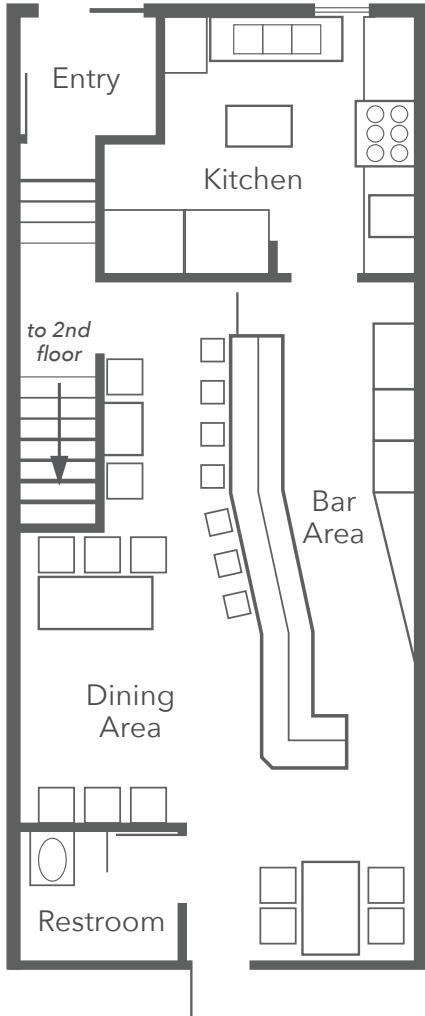 Entry
Kitchen
to 2nd
floor
Bar
Area
Dining
Area
Restroom